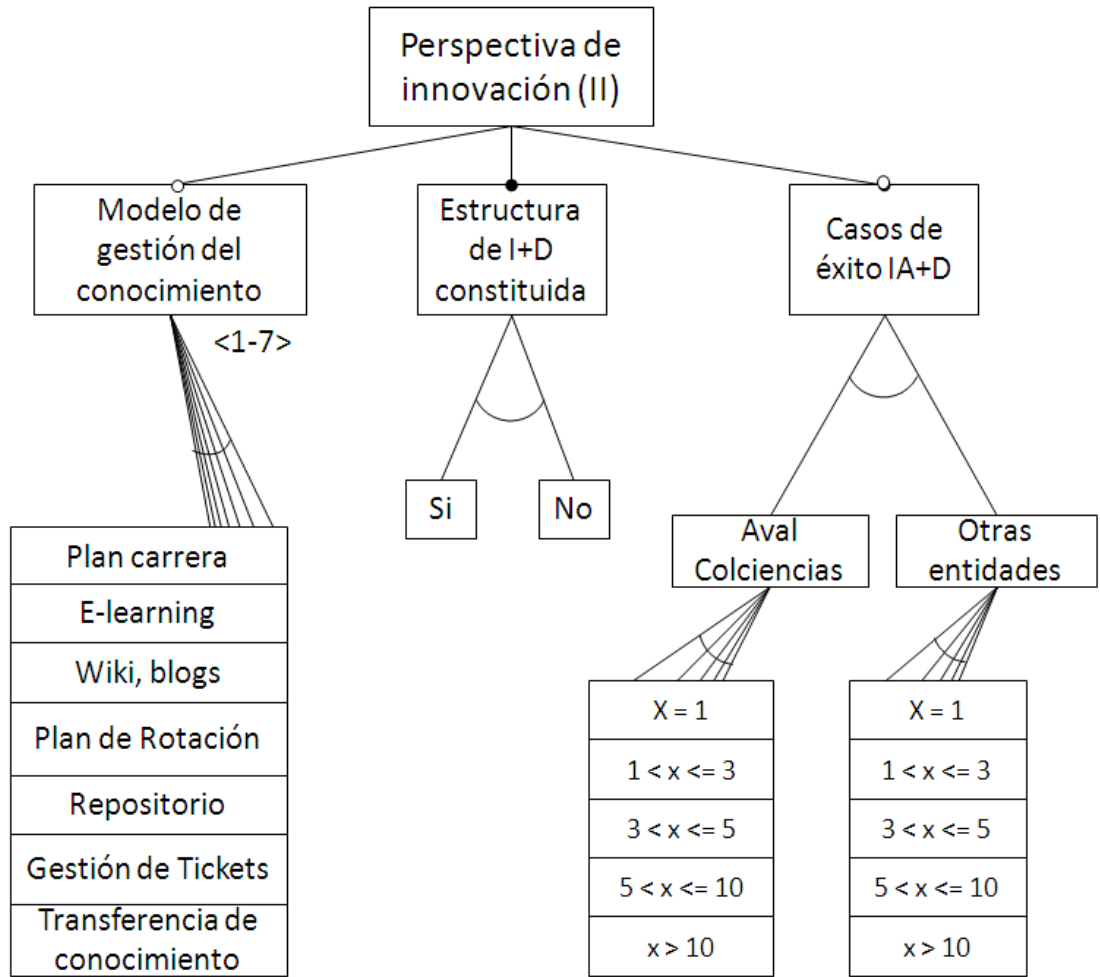 Perspectiva de
innovación (II)
Modelo de
gestión del
conocimiento
<1-7>
Plan carrera
E-learning
Wiki, blogs
Plan de Rotación
Repositorio
Gestión de Tickets
Transferencia de
conocimiento
Estructura
de I+D
constituida
Si
No
Casos de
éxito IA+D
Aval
Colciencias
X = 1
1 < x <= 3
3 < x <= 5
5 < x <= 10
x > 10
Otras
entidades
X = 1
1 < x <= 3
3 < x <= 5
5 < x <= 10
x > 10